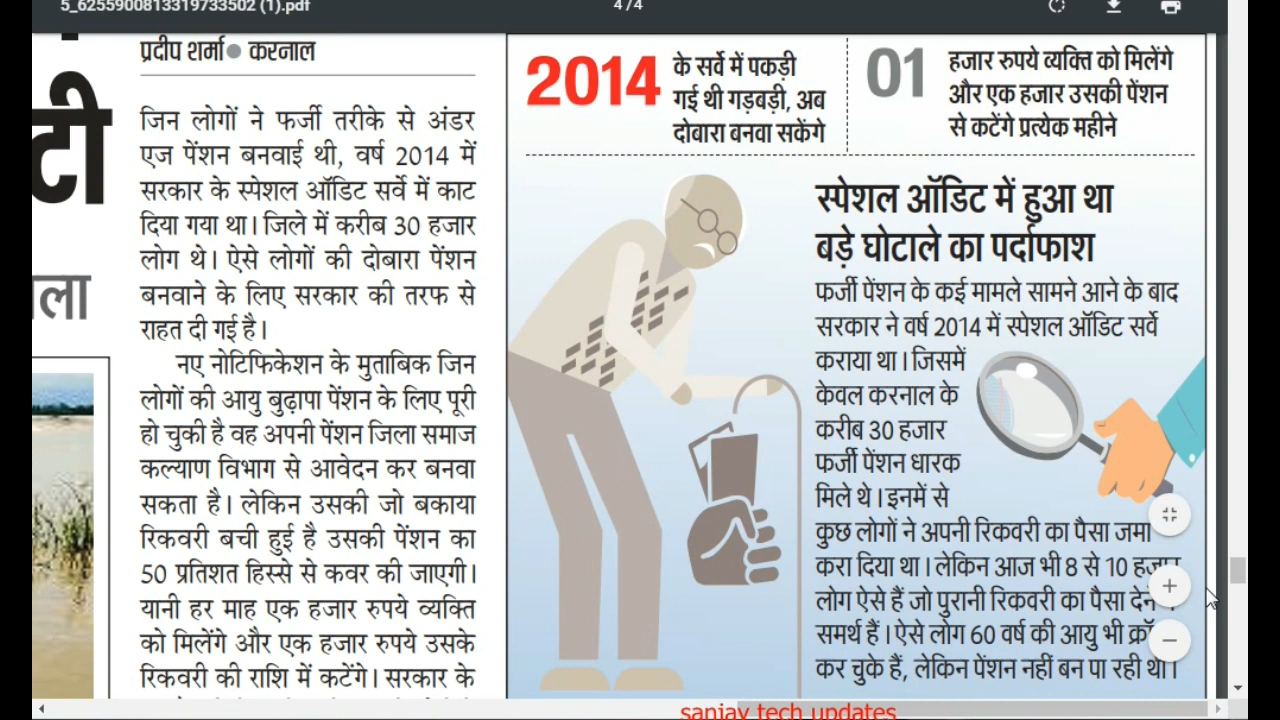 5_6255900813319733502 (1).pdf
4 / 4
टी
ला
प्रदीप शर्मा● करनाल
जिन लोगों ने फर्जी तरीके से अंडर
एज पेंशन बनवाई थी, वर्ष 2014 में
सरकार के स्पेशल ऑडिट सर्वे में काट
दिया गया था। जिले में करीब 30 हजार
लोग थे। ऐसे लोगों की दोबारा पेंशन
बनवाने के लिए सरकार की तरफ से
राहत दी गई है।
नए नोटिफिकेशन के मुताबिक जिन
लोगों की आयु बुढ़ापा पेंशन के लिए पूरी
हो चुकी है वह अपनी पेंशन जिला समाज
कल्याण विभाग से आवेदन कर बनवा
सकता है। लेकिन उसकी जो बकाया
रिकवरी बची हुई है उसकी पेंशन का
50 प्रतिशत हिस्से से कवर की जाएगी।
यानी हर माह एक हजार रुपये व्यक्ति
को मिलेंगे और एक हजार रुपये उसके
रिकवरी की राशि में कटेंगे। सरकार के
2014 के सर्वे में पकड़ी
गई थी गड़बड़ी, अब
दोबारा बनवा सकेंगे
01 हजार रुपये व्यक्ति को मिलेंगे
और एक हजार उसकी पेंशन
से कटेंगे प्रत्येक महीने
स्पेशल ऑडिट में हुआ था
बड़े घोटाले का पर्दाफाश
फर्जी पेंशन के कई मामले सामने आने के बाद
सरकार ने वर्ष 2014 में स्पेशल ऑडिट सर्वे
कराया था। जिसमें
केवल करनाल के
करीब 30 हजार
फर्जी पेंशन धारक
मिले थे। इनमें से
कुछ लोगों ने अपनी रिकवरी का पैसा जमा
करा दिया था। लेकिन आज भी 8 से 10 हजार
लोग ऐसे हैं जो पुरानी रिकवरी का पैसा देने
समर्थ हैं। ऐसे लोग 60 वर्ष की आयु भी
कर चुके हैं, लेकिन पेंशन नहीं बन पा रही थी।
sanjay tech updates